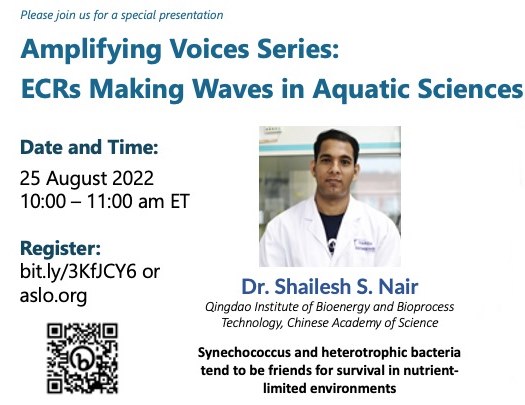 Please join us for a special presentation
Amplifying Voices Series:
ECRs Making Waves in Aquatic Sciences
Date and Time:
25 August 2022
10:00 – 11:00 am ET
Register:
bit.ly/3KfJCY6 or
aslo.org
Dr. Shailesh S. Nair
Qingdao Institute of Bioenergy and Bioprocess
Technology, Chinese Academy of Science
Synechococcus and heterotrophic bacteria
tend to be friends for survival in nutrient-
limited environments